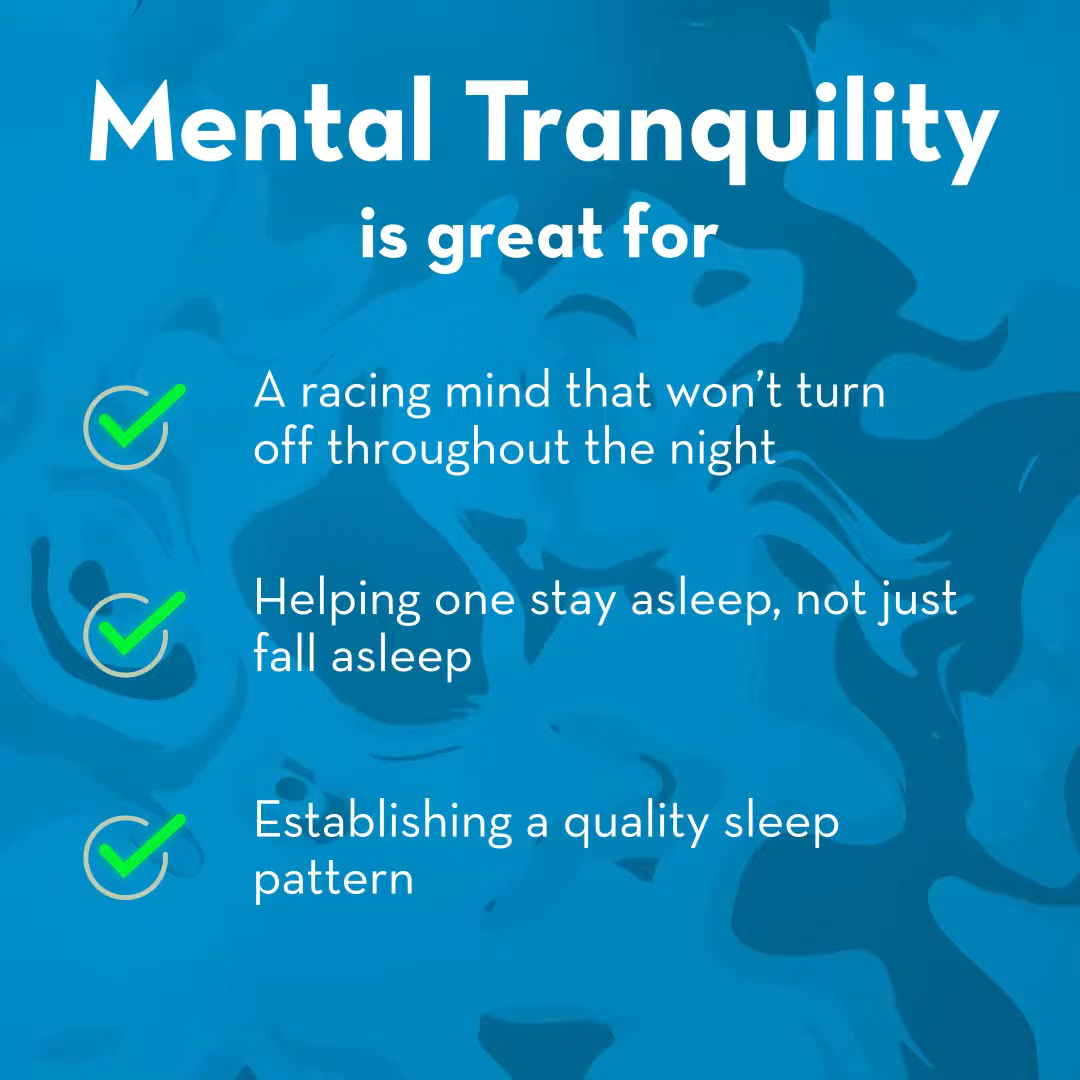 Mental Tranquility
is great for
A racing mind that won’t turn
off throughout the night
Helping one stay asleep, not just
fall asleep
Establishing a quality sleep
pattern